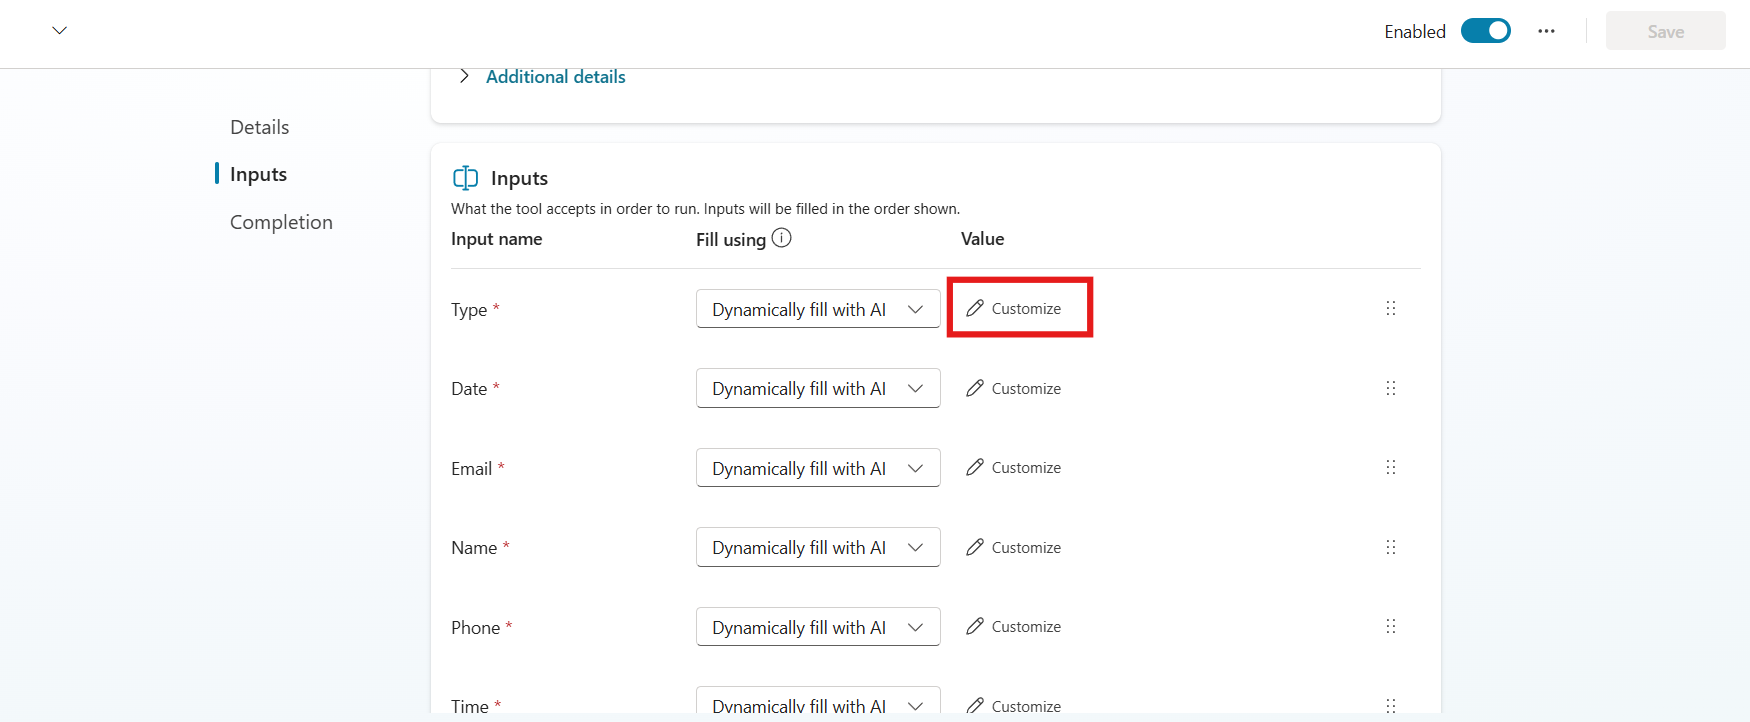 Enabled
Save
Additional details
Details
Inputs
Completion
Inputs
What the tool accepts in order to run. Inputs will be filled in the order shown.
Input name Fill using Value
Type * Dynamically fill with AI Customize
Date * Dynamically fill with AI Customize
Email * Dynamically fill with AI Customize
Name * Dynamically fill with AI Customize
Phone * Dynamically fill with AI Customize
Time * Dynamically fill with AI Customize